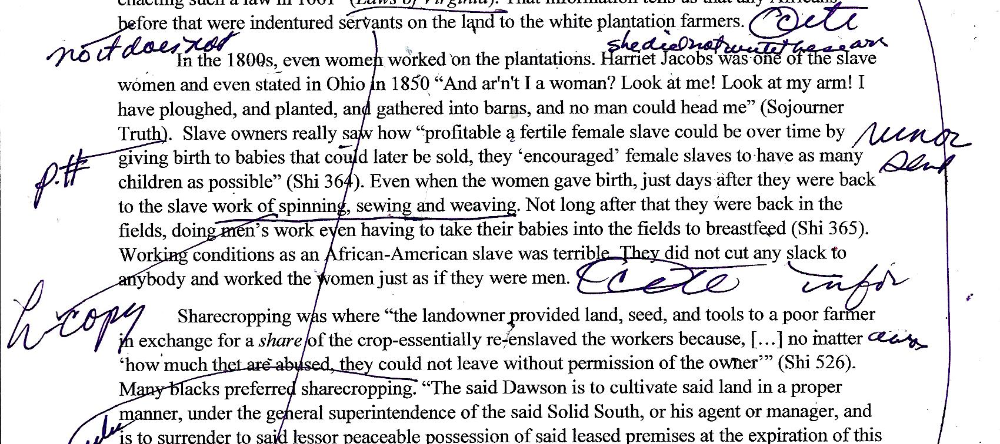 enacting such a law in 1661" (Laws of Virginia). That information tells us that any Africans
before that were indentured servants on the land to the white plantation farmers. Cite
no it does not
she did not write these are
In the 1800s, even women worked on the plantations. Harriet Jacobs was one of the slave
women and even stated in Ohio in 1850 “And ar'n't I a woman? Look at me! Look at my arm! I
have ploughed, and planted, and gathered into barns, and no man could head me” (Sojourner
Truth). Slave owners really saw how “profitable a fertile female slave could be over time by
giving birth to babies that could later be sold, they ‘encouraged’ female slaves to have as many
p.#
children as possible” (Shi 364). Even when the women gave birth, just days after they were back
to the slave work of spinning, sewing and weaving. Not long after that they were back in the
fields, doing men’s work even having to take their babies into the fields to breastfeed (Shi 365).
Working conditions as an African-American slave was terrible. They did not cut any slack to
anybody and worked the women just as if they were men. Cite infor
copy
Sharecropping was where “the landowner provided land, seed, and tools to a poor farmer
in exchange for a share of the crop-essentially re-enslaved the workers because, […] no matter
‘how much thet are abused, they could not leave without permission of the owner’” (Shi 526).
Many blacks preferred sharecropping. “The said Dawson is to cultivate said land in a proper
manner, under the general superintendence of the said Solid South, or his agent or manager, and
is to surrender to said lessor peaceable possession of said leased premises at the expiration of this